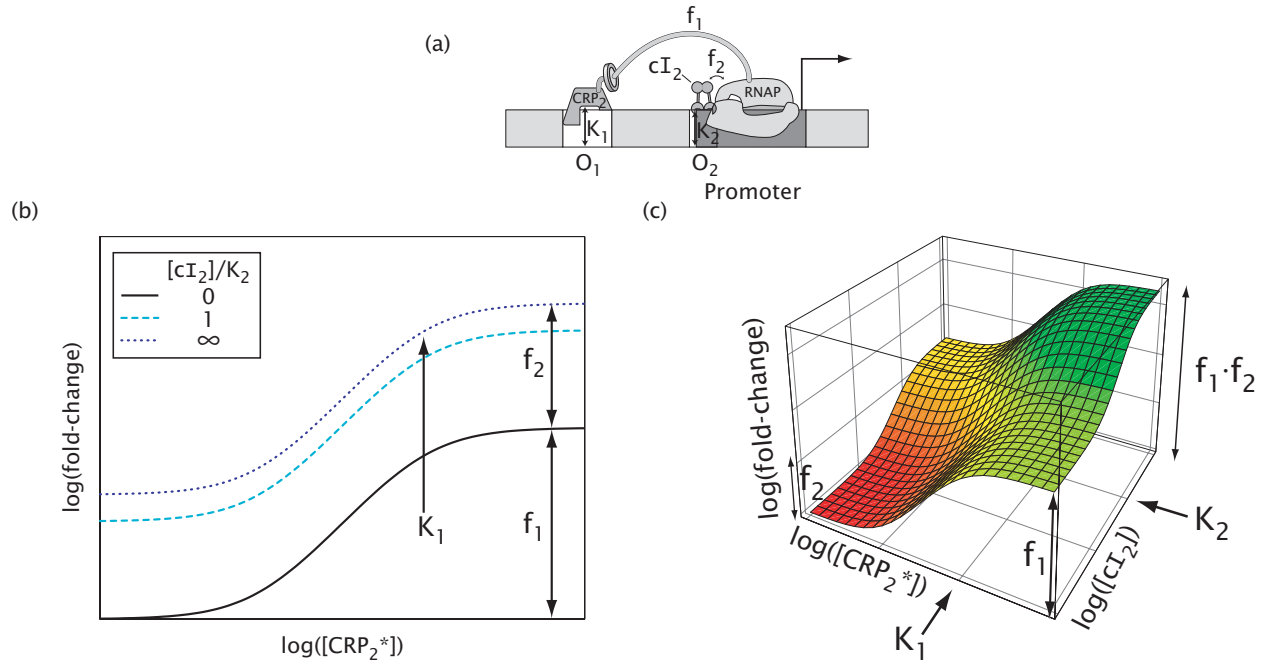 (a)
f₁
cI₂
f₂
CRP₂
RNAP
K₁
K₂
O₁
O₂
Promoter
(b)
[cI₂]/K₂
0
1
∞
f₂
K₁
f₁
log(fold-change)
log([CRP₂*])
(c)
log(fold-change)
f₁·f₂
f₂
f₁
log([CRP₂*])
log([cI₂])
K₂
K₁